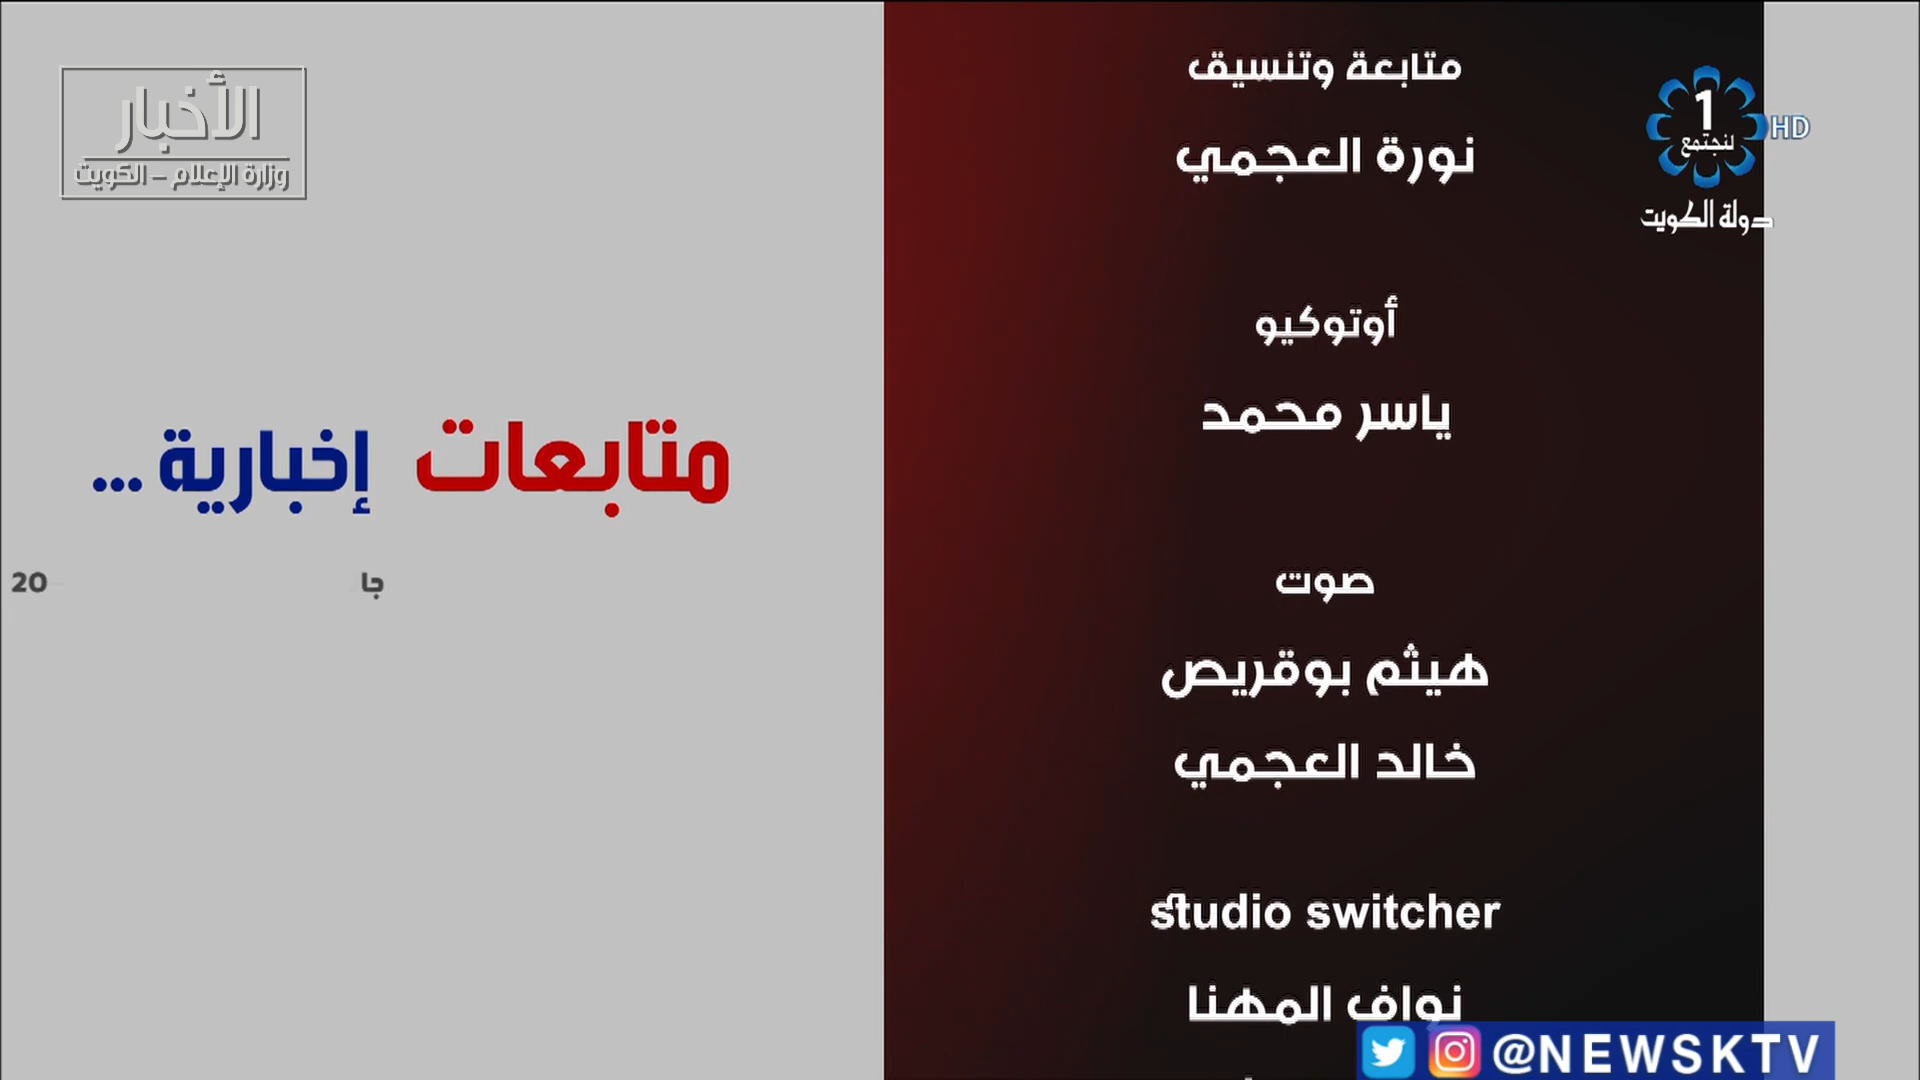 الأخبار
وزارة الإعلام – الكويت
1
لنجتمع
HD
دولة الكويت
متابعة وتنسيق
نورة العجمي
أوتوكيو
ياسر محمد
صوت
هيثم بوقريص
خالد العجمي
studio switcher
نواف المهنا
متابعات إخبارية ...
جا
20
@NEWSKTV